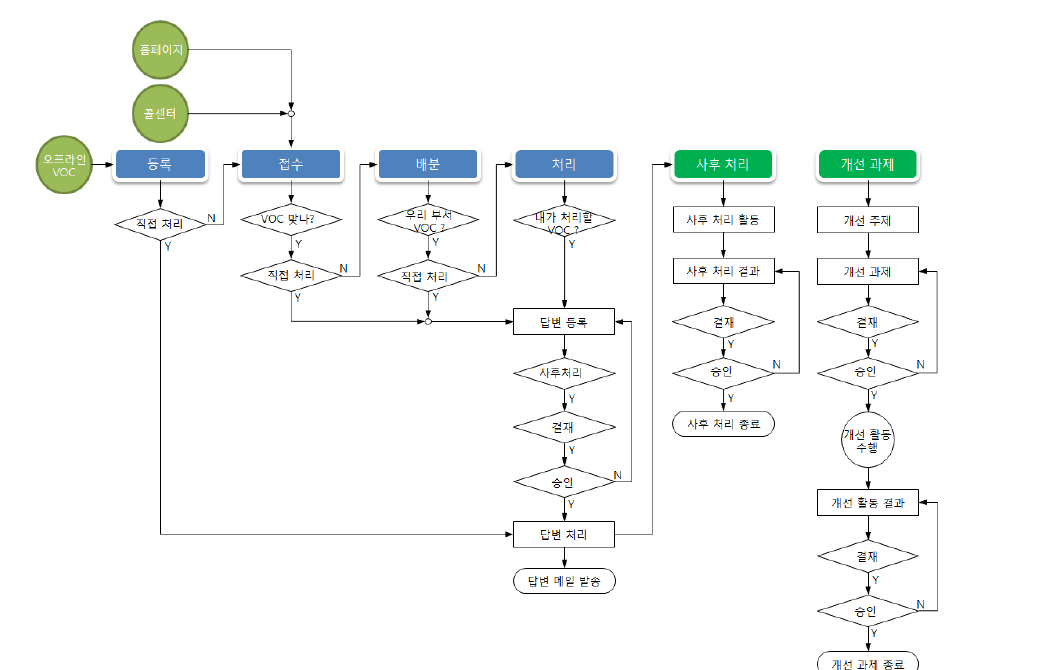 홈페이지
콜센터
오프라인
VOC
등록
접수
배분
처리
사후 처리
개선 과제
직접 처리
N
Y
VOC 맞나?
Y
직접 처리
N
Y
우리 부서
VOC ?
Y
직접 처리
N
Y
내가 처리할
VOC ?
Y
답변 등록
사후처리
Y
결재
Y
승인
N
Y
답변 처리
답변 메일 발송
사후 처리 활동
사후 처리 결과
결재
Y
승인
N
Y
사후 처리 종료
개선 주제
개선 과제
결재
Y
승인
N
Y
개선 활동
수행
개선 활동 결과
결재
Y
승인
N
Y
개선 과제 종료